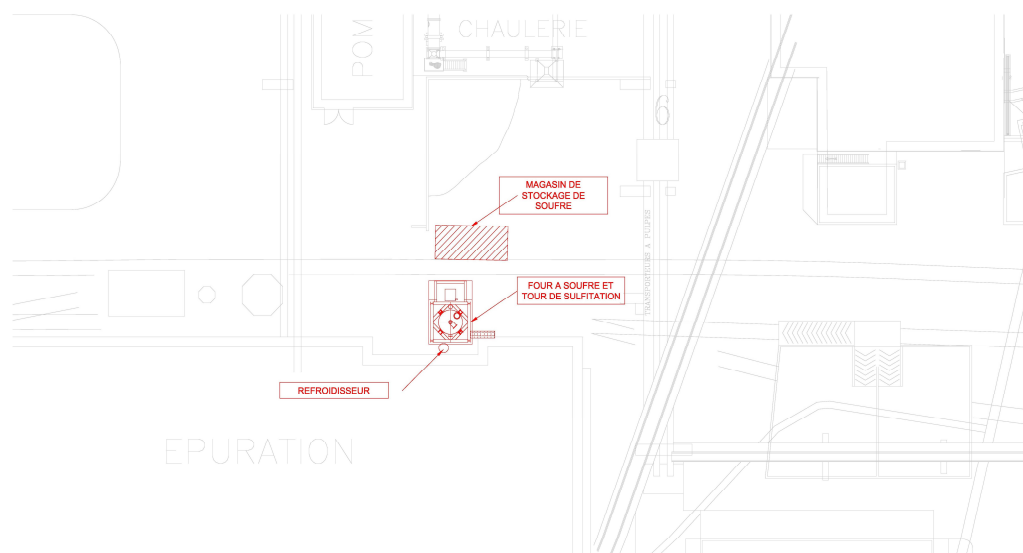 CHAULERIE
POM
6
MAGASIN DE
STOCKAGE DE
SOUFRE
TRANSPORTEURS A PULPES
FOUR A SOUFRE ET
TOUR DE SULFITATION
REFROIDISSEUR
EPURATION